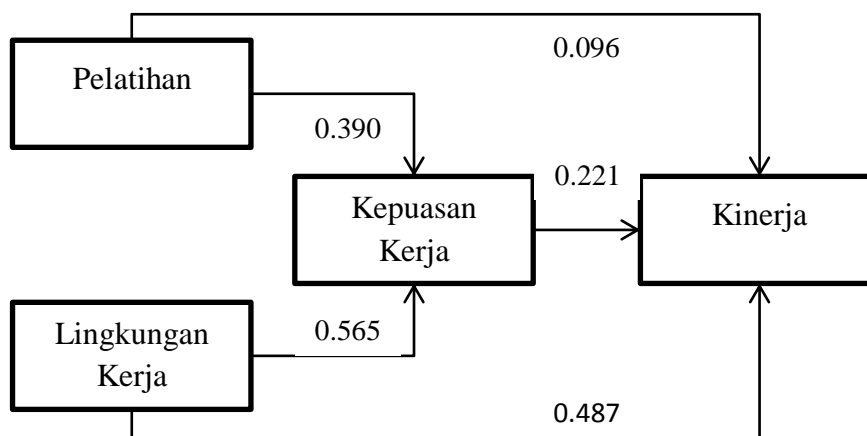 0.096
Pelatihan
0.390
0.221
Kepuasan
Kerja
Kinerja
Lingkungan
Kerja
0.565
0.487